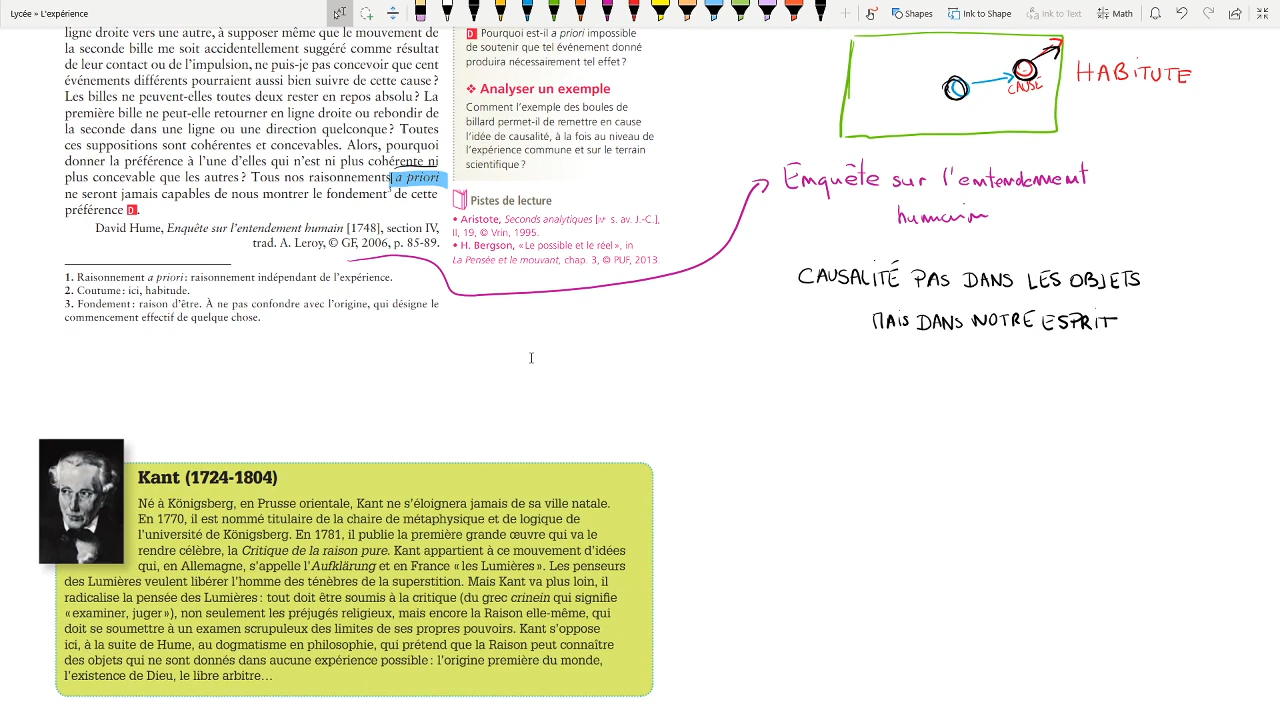 Lycée » L'expérience
Shapes
Ink to Shape
Ink to Text
Math
ligne droite vers une autre, à supposer même que le mouvement de
la seconde bille me soit accidentellement suggéré comme résultat
de leur contact ou de l'impulsion, ne puis-je pas concevoir que cent
événements différents pourraient aussi bien suivre de cette cause ?
Les billes ne peuvent-elles toutes deux rester en repos absolu ? La
première bille ne peut-elle retourner en ligne droite ou rebondir de
la seconde dans une ligne ou une direction quelconque ? Toutes
ces suppositions sont cohérentes et concevables. Alors, pourquoi
donner la préférence à l'une d'elles qui n'est ni plus cohérente ni
plus concevable que les autres ? Tous nos raisonnements a priori
ne seront jamais capables de nous montrer le fondement de cette
préférence D.
David Hume, Enquête sur l'entendement humain [1748], section IV,
trad. A. Leroy, © GF, 2006, p. 85-89.
1. Raisonnement a priori : raisonnement indépendant de l'expérience.
2. Coutume : ici, habitude.
3. Fondement : raison d'être. À ne pas confondre avec l'origine, qui désigne le
commencement effectif de quelque chose.
D Pourquoi est-il a priori impossible
de soutenir que tel événement donné
produira nécessairement tel effet ?
❖ Analyser un exemple
Comment l'exemple des boules de
billard permet-il de remettre en cause
l'idée de causalité, à la fois au niveau de
l'expérience commune et sur le terrain
scientifique ?
Pistes de lecture
• Aristote, Seconds analytiques [IVe s. av. J.-C.],
II, 19, © Vrin, 1995.
• H. Bergson, « Le possible et le réel », in
La Pensée et le mouvant, chap. 3, © PUF, 2013.
CAUSE
HABITUTE
Enquête sur l'entendement
humain
CAUSALITÉ PAS DANS LES OBJETS
MAIS DANS NOTRE ESPRIT
Kant (1724-1804)
Né à Königsberg, en Prusse orientale, Kant ne s'éloignera jamais de sa ville natale.
En 1770, il est nommé titulaire de la chaire de métaphysique et de logique de
l'université de Königsberg. En 1781, il publie la première grande œuvre qui va le
rendre célèbre, la Critique de la raison pure. Kant appartient à ce mouvement d'idées
qui, en Allemagne, s'appelle l'Aufklärung et en France « les Lumières ». Les penseurs
des Lumières veulent libérer l'homme des ténèbres de la superstition. Mais Kant va plus loin, il
radicalise la pensée des Lumières : tout doit être soumis à la critique (du grec crinein qui signifie
« examiner, juger »), non seulement les préjugés religieux, mais encore la Raison elle-même, qui
doit se soumettre à un examen scrupuleux des limites de ses propres pouvoirs. Kant s'oppose
ici, à la suite de Hume, au dogmatisme en philosophie, qui prétend que la Raison peut connaître
des objets qui ne sont donnés dans aucune expérience possible : l'origine première du monde,
l'existence de Dieu, le libre arbitre…